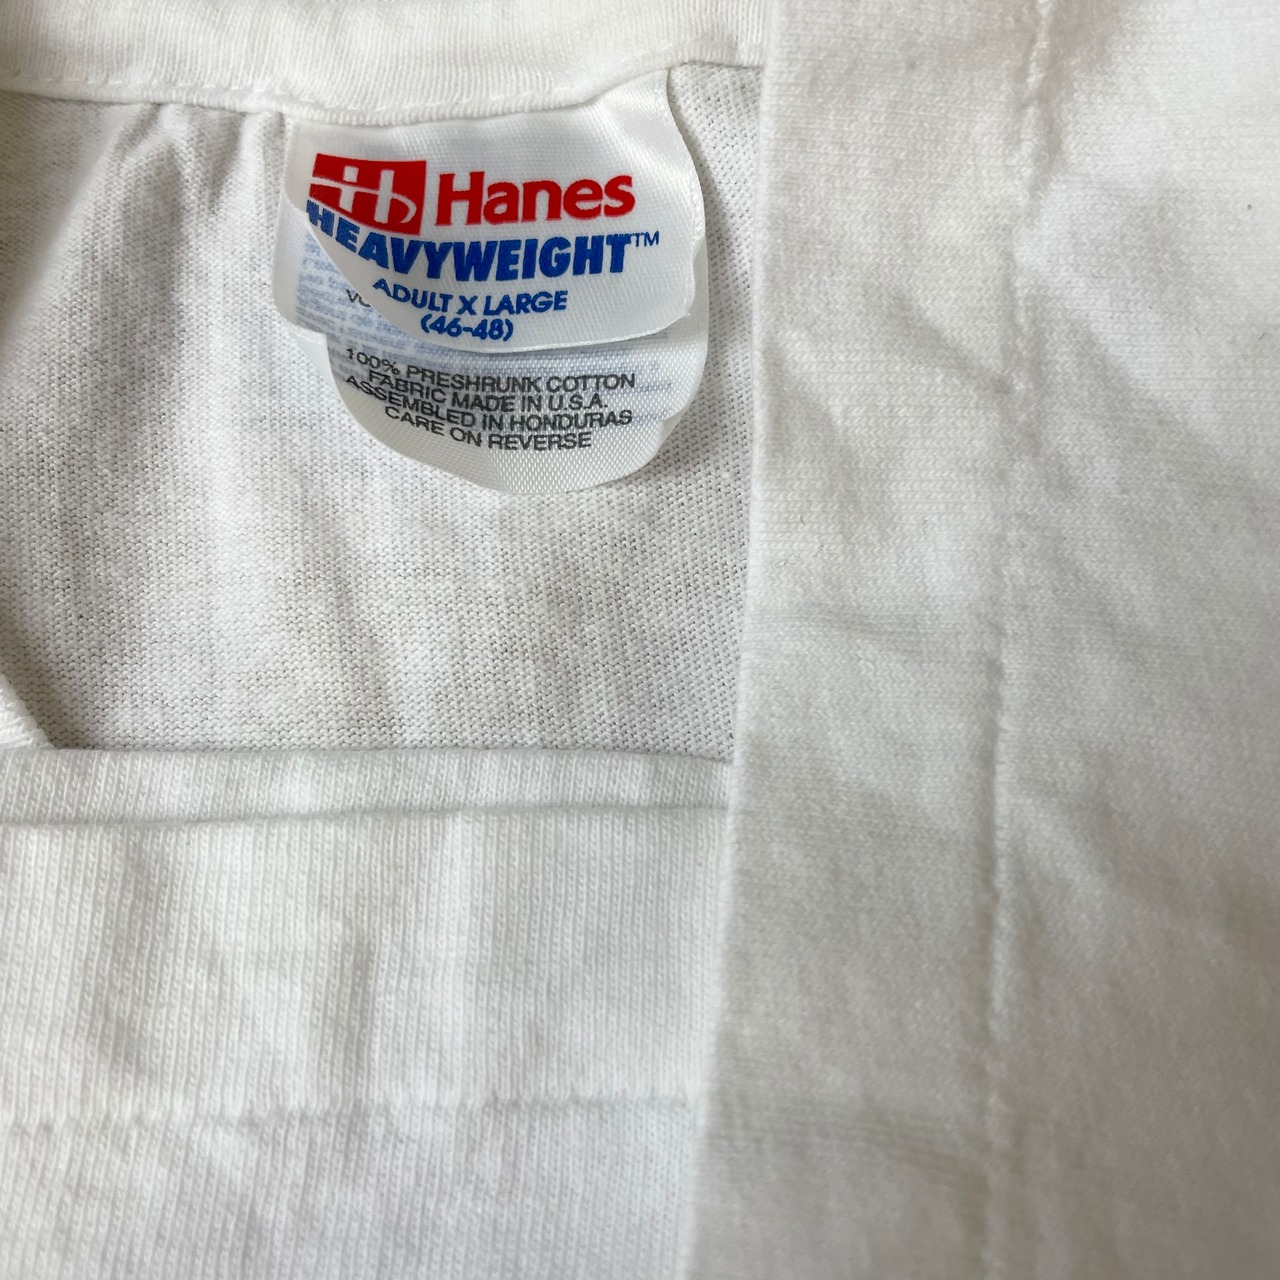 Hanes
HEAVYWEIGHT™
ADULT X LARGE
(46-48)
100% PRESHRUNK COTTON
FABRIC MADE IN U.S.A.
ASSEMBLED IN HONDURAS
CARE ON REVERSE